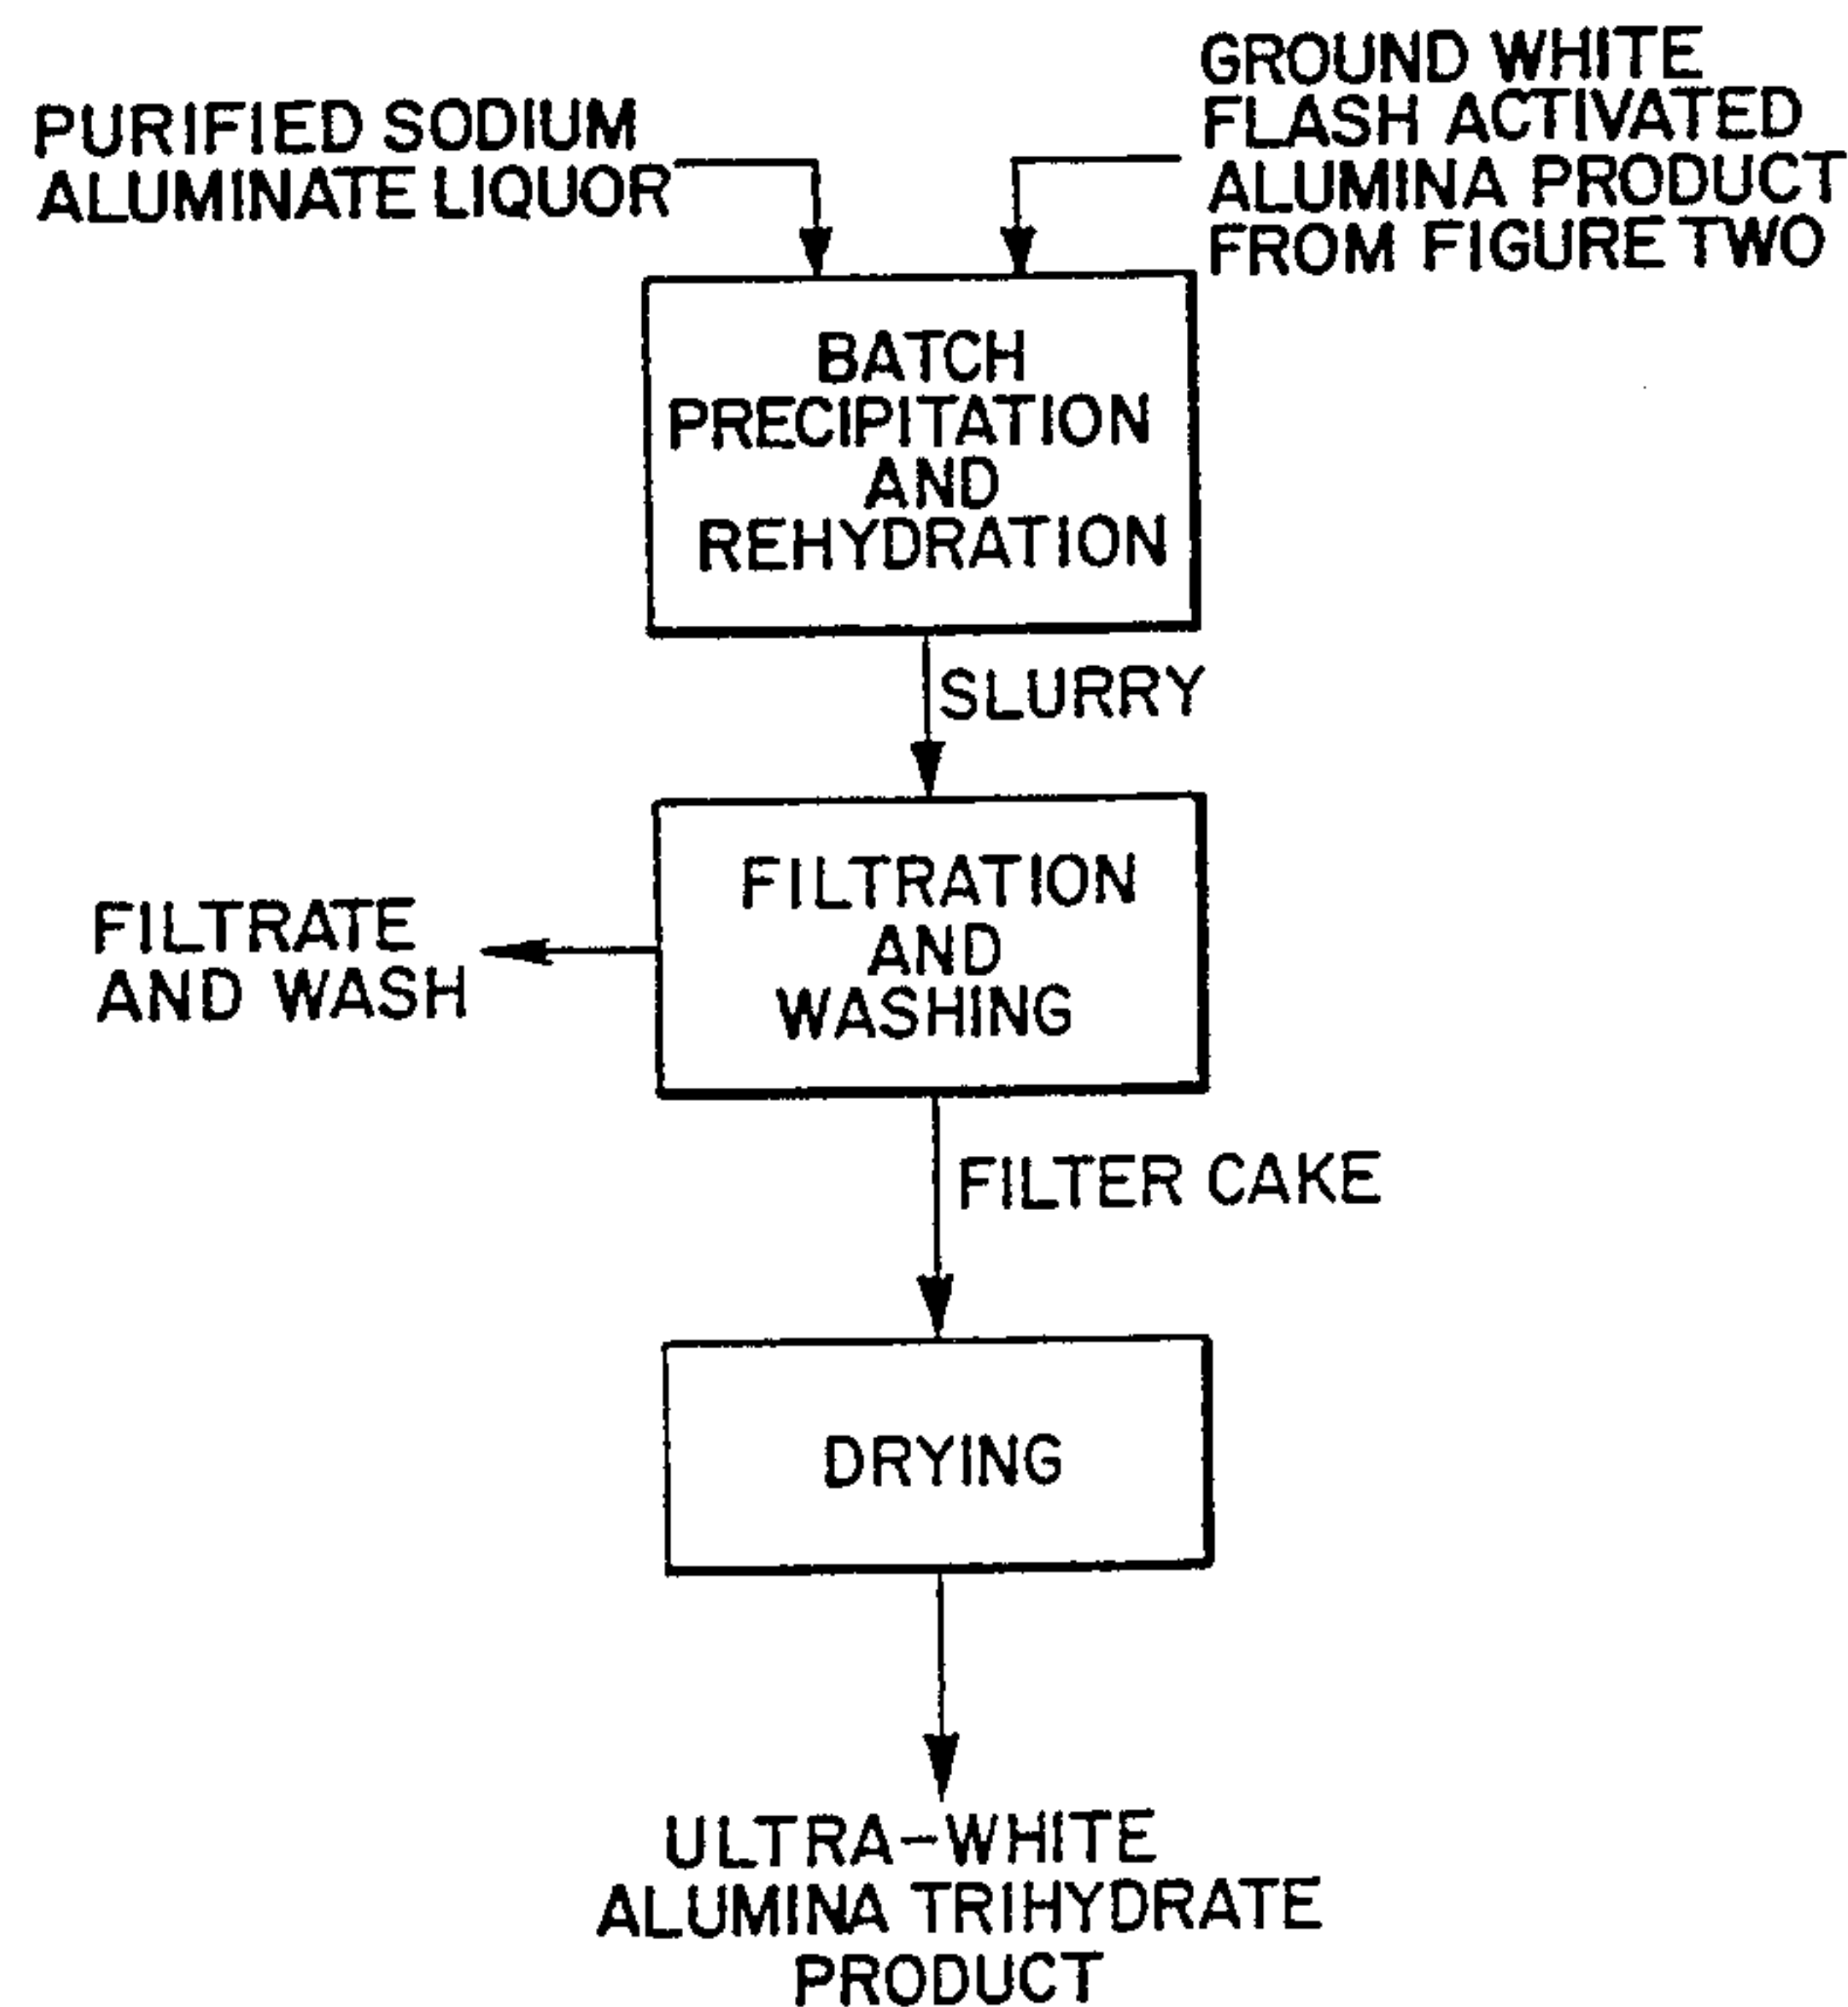 PURIFIED SODIUM
ALUMINATE LIQUOR
GROUND WHITE
FLASH ACTIVATED
ALUMINA PRODUCT
FROM FIGURE TWO
BATCH
PRECIPITATION
AND
REHYDRATION
SLURRY
FILTRATION
AND
WASHING
FILTRATE
AND WASH
FILTER CAKE
DRYING
ULTRA-WHITE
ALUMINA TRIHYDRATE
PRODUCT